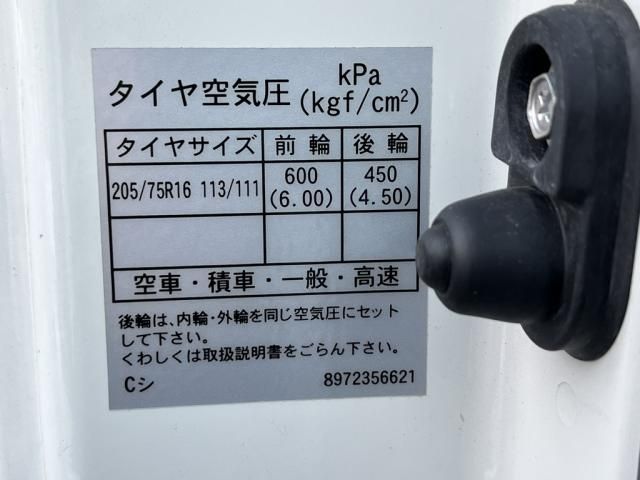 タイヤ空気圧 kPa
(kgf/cm²)
タイヤサイズ 前輪 後輪
205/75R16 113/111 600 450
(6.00) (4.50)
空車・積車・一般・高速
後輪は、内輪・外輪を同じ空気圧にセット
して下さい。
くわしくは取扱説明書をごらん下さい。
Cシ 8972356621